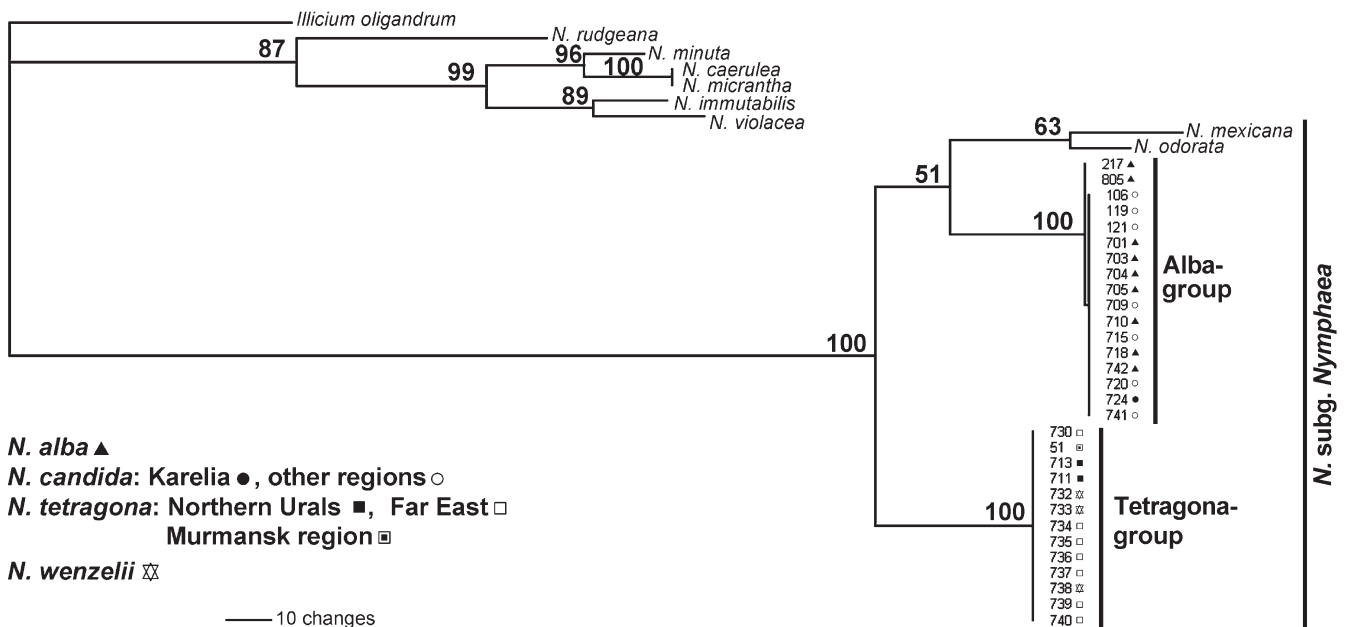 Illicium oligandrum
87
N. rudgeana
96
N. minuta
99
100
N. caerulea
N. micrantha
89
N. immutabilis
N. violacea
63
N. mexicana
N. odorata
51
217 ▲
805 ▲
106 ○
119 ○
121 ○
100
701 ▲
703 ▲
704 ▲
705 ▲
709 ○
710 ▲
715 ○
718 ▲
742 ▲
720 ○
724 ●
741 ○
Alba-
group
100
730 □
51 ▣
713 ■
711 ■
732 ✡
733 ✡
734 □
735 □
736 □
737 □
738 ✡
739 □
740 □
100
Tetragona-
group
N. subg. Nymphaea
N. alba ▲
N. candida: Karelia ●, other regions ○
N. tetragona: Northern Urals ■, Far East □
Murmansk region ▣
N. wenzelii ✡
10 changes